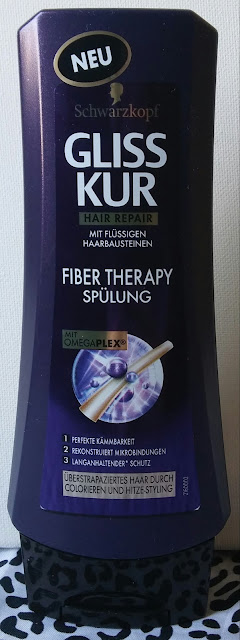 NEU
Schwarzkopf
GLISS
KUR
HAIR REPAIR
MIT FLÜSSIGEN
HAARBAUSTEINEN
FIBER THERAPY
SPÜLUNG
MIT
OMEGAPLEX®
1 PERFEKTE KÄMMBARKEIT
2 REKONSTRUIERT MIKROBINDUNGEN
3 LANGANHALTENDER* SCHUTZ
ÜBERSTRAPAZIERTES HAAR DURCH
COLORIEREN UND HITZE STYLING